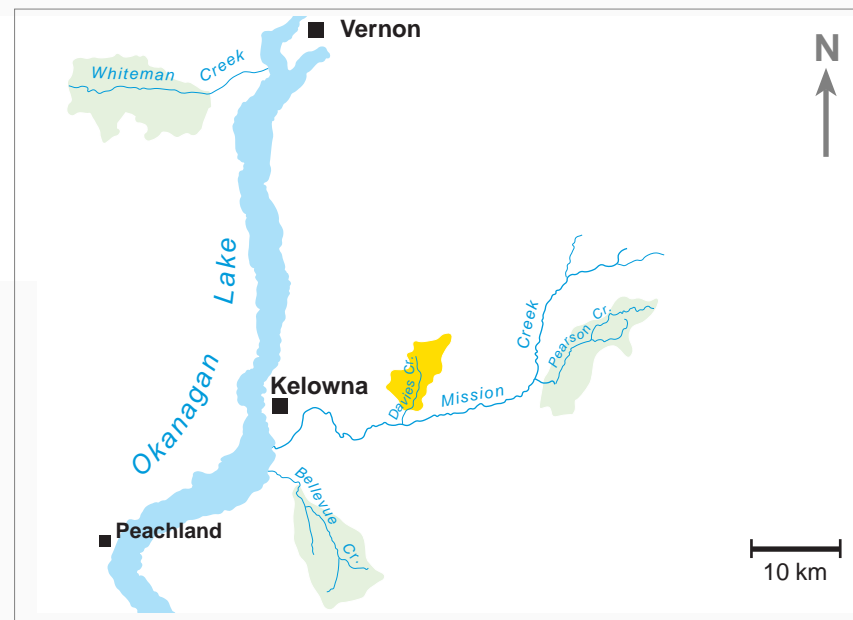 Vernon
Whiteman Creek
N
Okanagan Lake
Creek
Pearson Cr.
Davies Cr.
Kelowna
Mission
Bellevue Cr.
Peachland
10 km